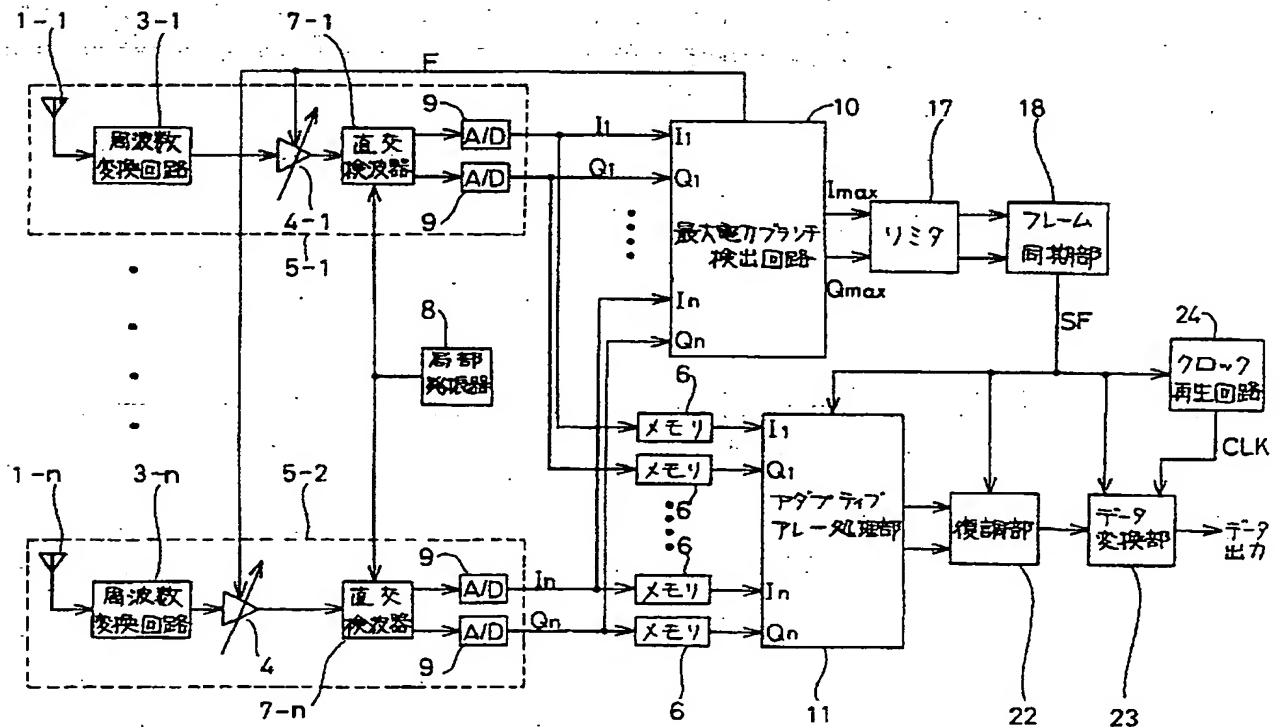 1-1
3-1
7-1
F
9
10
17
18
周波数
変換回路
直交
検波器
A/D
A/D
9
I1
Q1
I1
Q1
4-1
5-1
最大電力ブランチ
検出回路
Imax
Qmax
リミタ
フレーム
同期部
In
Qn
8
局部
発振器
SF
24
クロック
再生回路
CLK
6
メモリ
メモリ
6
I1
Q1
アダプティブ
アレー処理部
In
Qn
復調部
データ
変換部
データ
出力
1-n
3-n
5-2
9
周波数
変換回路
4
直交
検波器
A/D
A/D
9
In
Qn
6
メモリ
メモリ
6
7-n
11
22
23